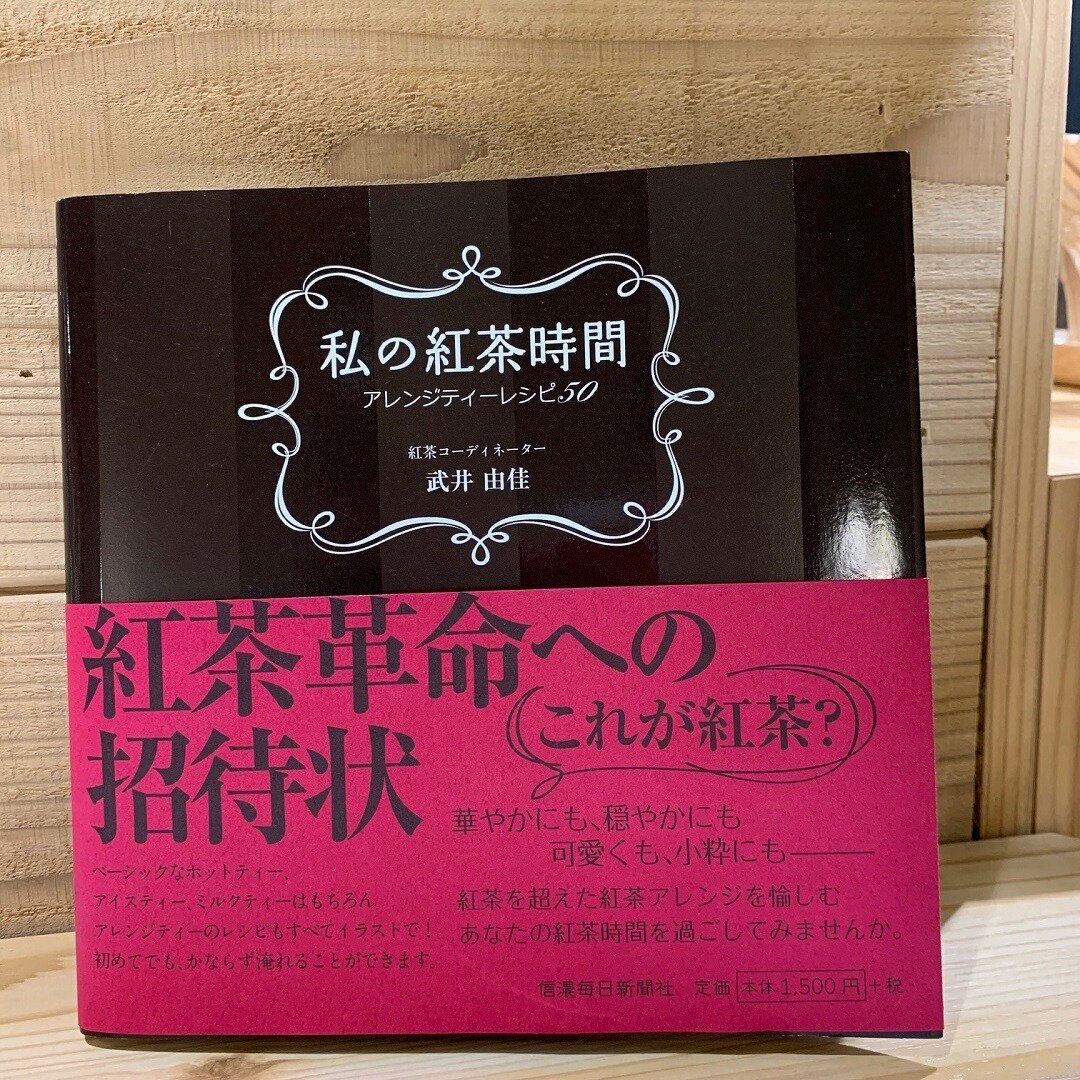 私の紅茶時間
アレンジティーレシピ50
紅茶コーディネーター
武井 由佳
紅茶革命への
招待状
これが紅茶?
華やかにも、穏やかにも
可愛くも、小粋にも――
紅茶を超えた紅茶アレンジを愉しむ
あなたの紅茶時間を過ごしてみませんか。
ベーシックなホットティー、
アイスティー、ミルクティーはもちろん
アレンジティーのレシピもすべてイラストで!
初めてでも、かならず淹れることができます。
信濃毎日新聞社 定価 本体1,500円+税